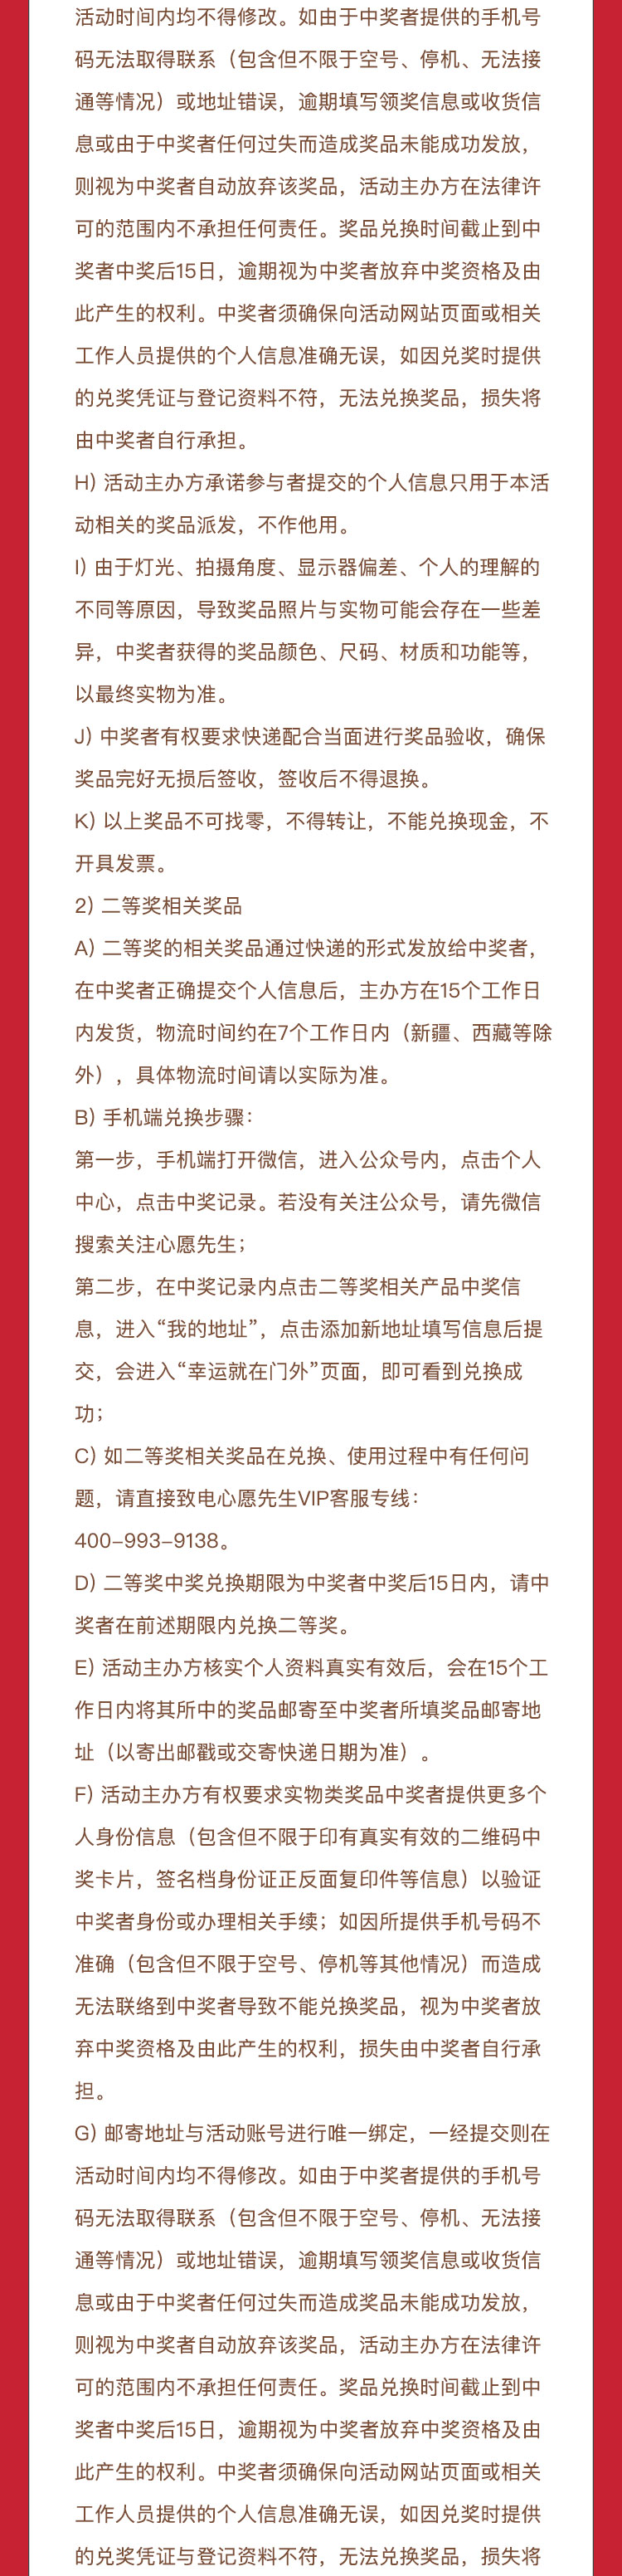 活动时间内均不得修改。如由于中奖者提供的手机号
码无法取得联系（包含但不限于空号、停机、无法接
通等情况）或地址错误，逾期填写领奖信息或收货信
息或由于中奖者任何过失而造成奖品未能成功发放，
则视为中奖者自动放弃该奖品，活动主办方在法律许
可的范围内不承担任何责任。奖品兑换时间截止到中
奖者中奖后15日，逾期视为中奖者放弃中奖资格及由
此产生的权利。中奖者须确保向活动网站页面或相关
工作人员提供的个人信息准确无误，如因兑奖时提供
的兑奖凭证与登记资料不符，无法兑换奖品，损失将
由中奖者自行承担。
H) 活动主办方承诺参与者提交的个人信息只用于本活
动相关的奖品派发，不作他用。
I) 由于灯光、拍摄角度、显示器偏差、个人的理解的
不同等原因，导致奖品照片与实物可能会存在一些差
异，中奖者获得的奖品颜色、尺码、材质和功能等，
以最终实物为准。
J) 中奖者有权要求快递配合当面进行奖品验收，确保
奖品完好无损后签收，签收后不得退换。
K) 以上奖品不可找零，不得转让，不能兑换现金，不
开具发票。
2) 二等奖相关奖品
A) 二等奖的相关奖品通过快递的形式发放给中奖者，
在中奖者正确提交个人信息后，主办方在15个工作日
内发货，物流时间约在7个工作日内（新疆、西藏等除
外），具体物流时间请以实际为准。
B) 手机端兑换步骤：
第一步，手机端打开微信，进入公众号内，点击个人
中心，点击中奖记录。若没有关注公众号，请先微信
搜索关注心愿先生；
第二步，在中奖记录内点击二等奖相关产品中奖信
息，进入“我的地址”，点击添加新地址填写信息后提
交，会进入“幸运就在门外”页面，即可看到兑换成
功；
C) 如二等奖相关奖品在兑换、使用过程中有任何问
题，请直接致电心愿先生VIP客服专线：
400–993–9138。
D) 二等奖中奖兑换期限为中奖者中奖后15日内，请中
奖者在前述期限内兑换二等奖。
E) 活动主办方核实个人资料真实有效后，会在15个工
作日内将其所中的奖品邮寄至中奖者所填奖品邮寄地
址（以寄出邮戳或交寄快递日期为准）。
F) 活动主办方有权要求实物类奖品中奖者提供更多个
人身份信息（包含但不限于印有真实有效的二维码中
奖卡片，签名档身份证正反面复印件等信息）以验证
中奖者身份或办理相关手续；如因所提供手机号码不
准确（包含但不限于空号、停机等其他情况）而造成
无法联络到中奖者导致不能兑换奖品，视为中奖者放
弃中奖资格及由此产生的权利，损失由中奖者自行承
担。
G) 邮寄地址与活动账号进行唯一绑定，一经提交则在
活动时间内均不得修改。如由于中奖者提供的手机号
码无法取得联系（包含但不限于空号、停机、无法接
通等情况）或地址错误，逾期填写领奖信息或收货信
息或由于中奖者任何过失而造成奖品未能成功发放，
则视为中奖者自动放弃该奖品，活动主办方在法律许
可的范围内不承担任何责任。奖品兑换时间截止到中
奖者中奖后15日，逾期视为中奖者放弃中奖资格及由
此产生的权利。中奖者须确保向活动网站页面或相关
工作人员提供的个人信息准确无误，如因兑奖时提供
的兑奖凭证与登记资料不符，无法兑换奖品，损失将